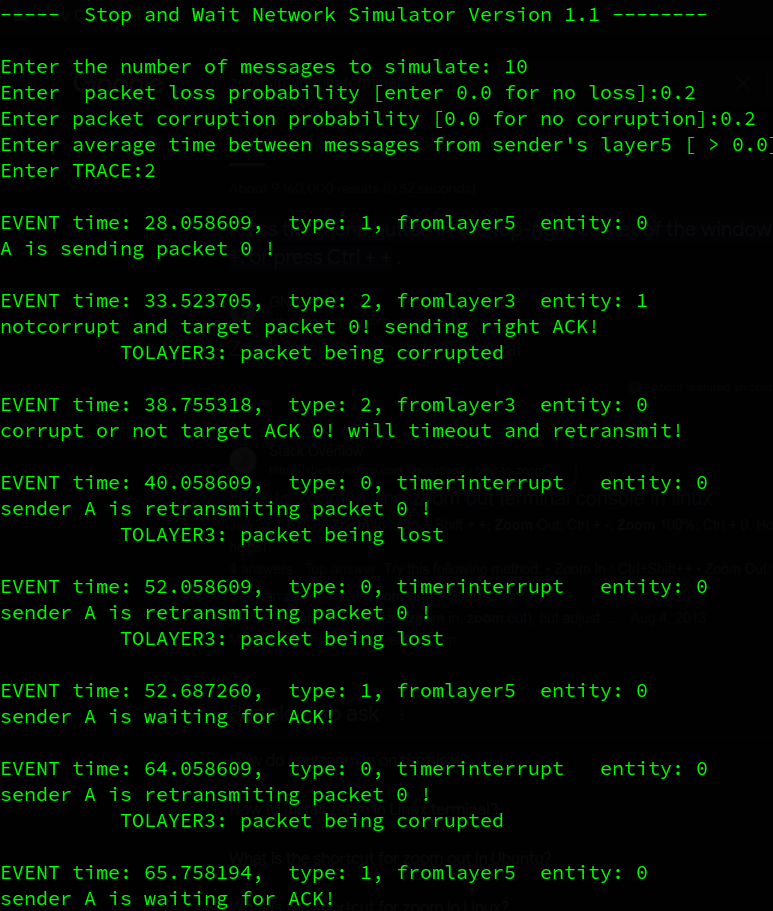 -----  Stop and Wait Network Simulator Version 1.1 --------
Enter the number of messages to simulate: 10
Enter  packet loss probability [enter 0.0 for no loss]:0.2
Enter packet corruption probability [0.0 for no corruption]:0.2
Enter average time between messages from sender's layer5 [ > 0.0]
Enter TRACE:2
EVENT time: 28.058609,  type: 1, fromlayer5  entity: 0
A is sending packet 0 !
EVENT time: 33.523705,  type: 2, fromlayer3  entity: 1
notcorrupt and target packet 0! sending right ACK!
          TOLAYER3: packet being corrupted
EVENT time: 38.755318,  type: 2, fromlayer3  entity: 0
corrupt or not target ACK 0! will timeout and retransmit!
EVENT time: 40.058609,  type: 0, timerinterrupt   entity: 0
sender A is retransmiting packet 0 !
          TOLAYER3: packet being lost
EVENT time: 52.058609,  type: 0, timerinterrupt   entity: 0
sender A is retransmiting packet 0 !
          TOLAYER3: packet being lost
EVENT time: 52.687260,  type: 1, fromlayer5  entity: 0
sender A is waiting for ACK!
EVENT time: 64.058609,  type: 0, timerinterrupt   entity: 0
sender A is retransmiting packet 0 !
          TOLAYER3: packet being corrupted
EVENT time: 65.758194,  type: 1, fromlayer5  entity: 0
sender A is waiting for ACK!